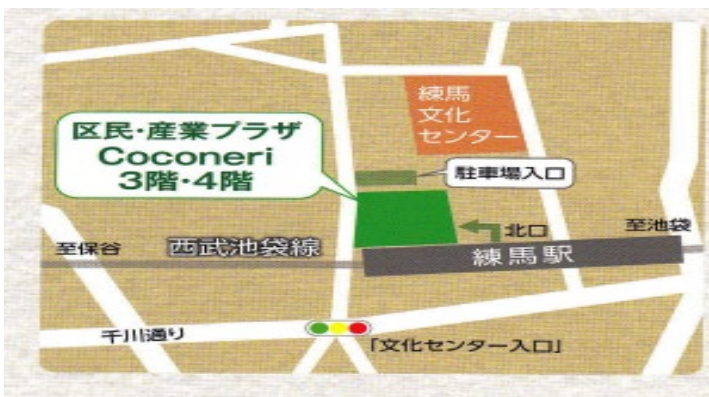 練馬
文化
センター
区民・産業プラザ
Coconeri
3階・4階
駐車場入口
北口
至池袋
至保谷
西武池袋線
練馬駅
千川通り
「文化センター入口」